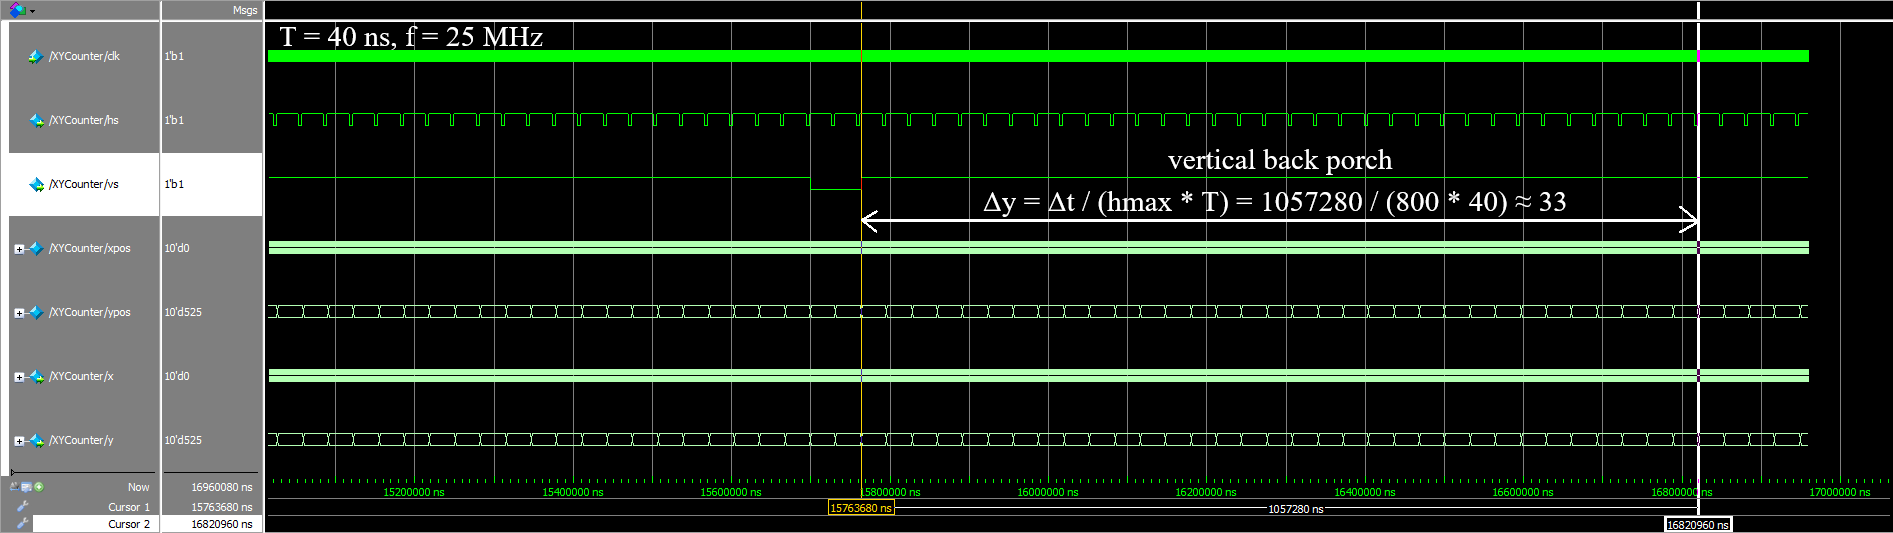 Msgs
T = 40 ns, f = 25 MHz
/XYCounter/clk 1'b1
/XYCounter/hs 1'b1
vertical back porch
/XYCounter/vs 1'b1
Δy = Δt / (hmax * T) = 1057280 / (800 * 40) ≈ 33
/XYCounter/xpos 10'd0
/XYCounter/ypos 10'd525
/XYCounter/x 10'd0
/XYCounter/y 10'd525
Now 16960080 ns
15200000 ns 15400000 ns 15600000 ns 15800000 ns 16000000 ns 16200000 ns 16400000 ns 16600000 ns 16800000 ns 17000000 ns
Cursor 1 15763680 ns 15763680 ns 1057280 ns
Cursor 2 16820960 ns 16820960 ns